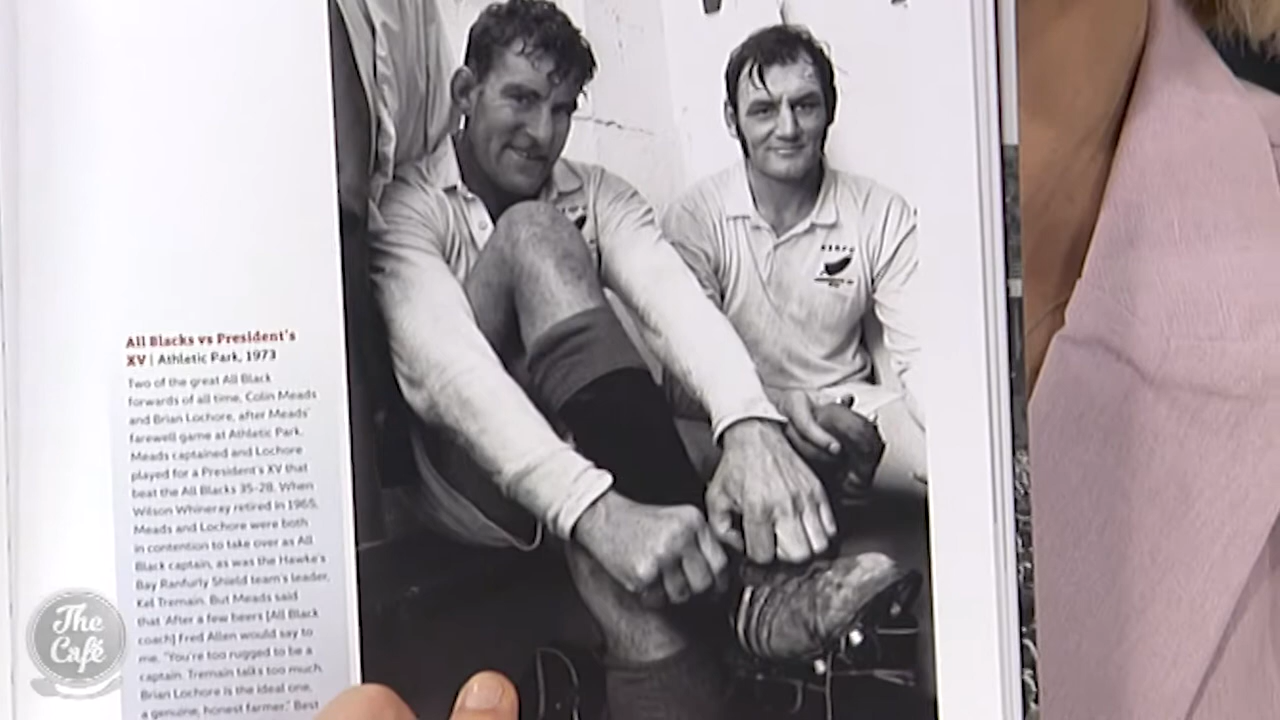 All Blacks vs President's
XV | Athletic Park, 1973
Two of the great All Black
forwards of all time, Colin Meads
and Brian Lochore, after Meads'
farewell game at Athletic Park.
Meads captained and Lochore
played for a President's XV that
beat the All Blacks 35-28. When
Wilson Whineray retired in 1965,
Meads and Lochore were both
in contention to take over as All
Black captain, as was the Hawke's
Bay Ranfurly Shield team's leader,
Kel Tremain. But Meads said
that 'After a few beers [All Black
coach] Fred Allen would say to
me, "You're too rugged to be a
captain. Tremain talks too much.
Brian Lochore is the ideal one,
a genuine, honest farmer." Best
The
Café